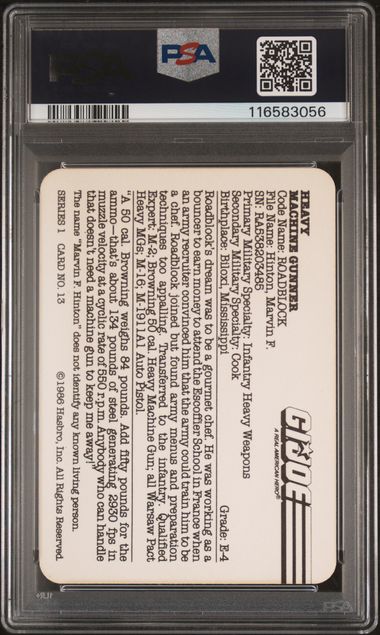 PSA
PSA
116583056
HEAVY
MACHINE GUNNER
Code Name: ROADBLOCK
File Name: Hinton, Marvin F.
SN: RA538203485
Primary Military Specialty: Infantry Heavy Weapons
Secondary Military Specialty: Cook
Birthplace: Biloxi, Mississippi Grade: E-4
G.I. JOE
A REAL AMERICAN HERO®
Roadblock's dream was to be a gourmet chef. He was working as a
bouncer to earn money to attend the Escoffier School in France when
an army recruiter convinced him that the army could train him to be
a chef. Roadblock joined but found army menus and preparation
techniques too appalling. Transferred to the infantry. Qualified
Expert: M-2, Browning 50 cal. Heavy Machine Gun; all Warsaw Pact
Heavy MGs; M-16; M-1911A1 Auto Pistol.
"A 50 cal. Browning weighs 84 pounds. Add fifty pounds for the
ammo—that's about 134 pounds of steel generating 2930 fps in
muzzle velocity at a cyclic rate of 550 r.p.m. Anybody who can handle
that doesn't need a machine gun to keep me away!"
The name "Marvin F. Hinton" does not identify any known living person.
SERIES 1 CARD NO. 13 ©1986 Hasbro, Inc. All Rights Reserved.